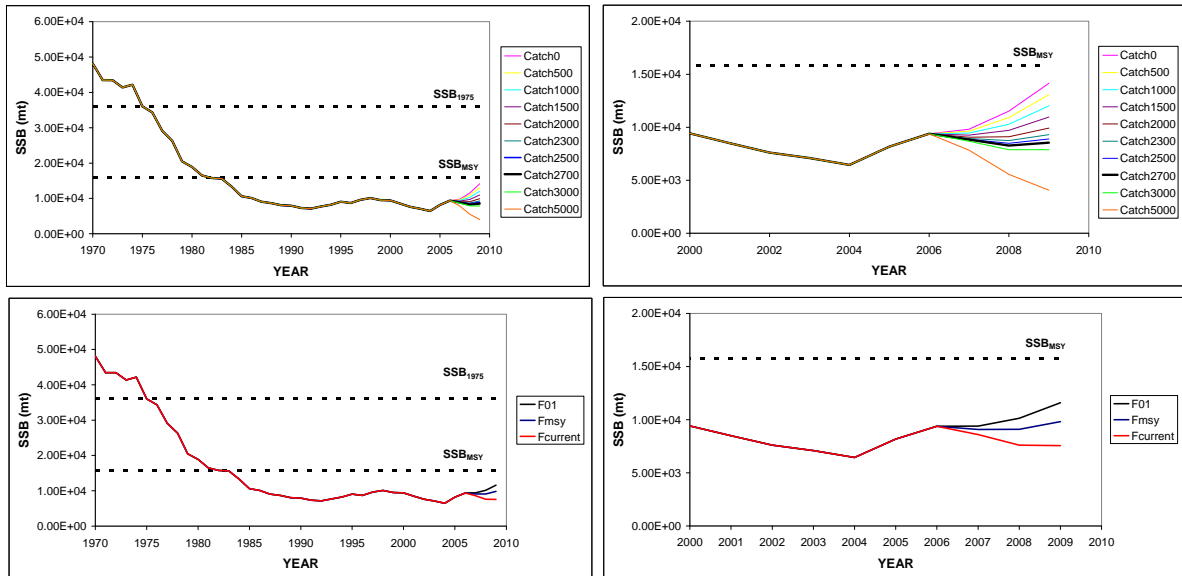 6.00E+04
5.00E+04
4.00E+04
3.00E+04
2.00E+04
1.00E+04
0.00E+00
SSB (mt)
SSB1975
SSBMSY
1970 1975 1980 1985 1990 1995 2000 2005 2010
YEAR
Catch0
Catch500
Catch1000
Catch1500
Catch2000
Catch2300
Catch2500
Catch2700
Catch3000
Catch5000
2.00E+04
1.50E+04
1.00E+04
5.00E+03
0.00E+00
SSB (mt)
SSBMSY
2000 2002 2004 2006 2008 2010
YEAR
Catch0
Catch500
Catch1000
Catch1500
Catch2000
Catch2300
Catch2500
Catch2700
Catch3000
Catch5000
6.00E+04
5.00E+04
4.00E+04
3.00E+04
2.00E+04
1.00E+04
0.00E+00
SSB (mt)
SSB1975
SSBMSY
1970 1975 1980 1985 1990 1995 2000 2005 2010
YEAR
F01
Fmsy
Fcurrent
2.00E+04
1.50E+04
1.00E+04
5.00E+03
0.00E+00
SSB (mt)
SSBMSY
2000 2001 2002 2003 2004 2005 2006 2007 2008 2009 2010
YEAR
F01
Fmsy
Fcurrent